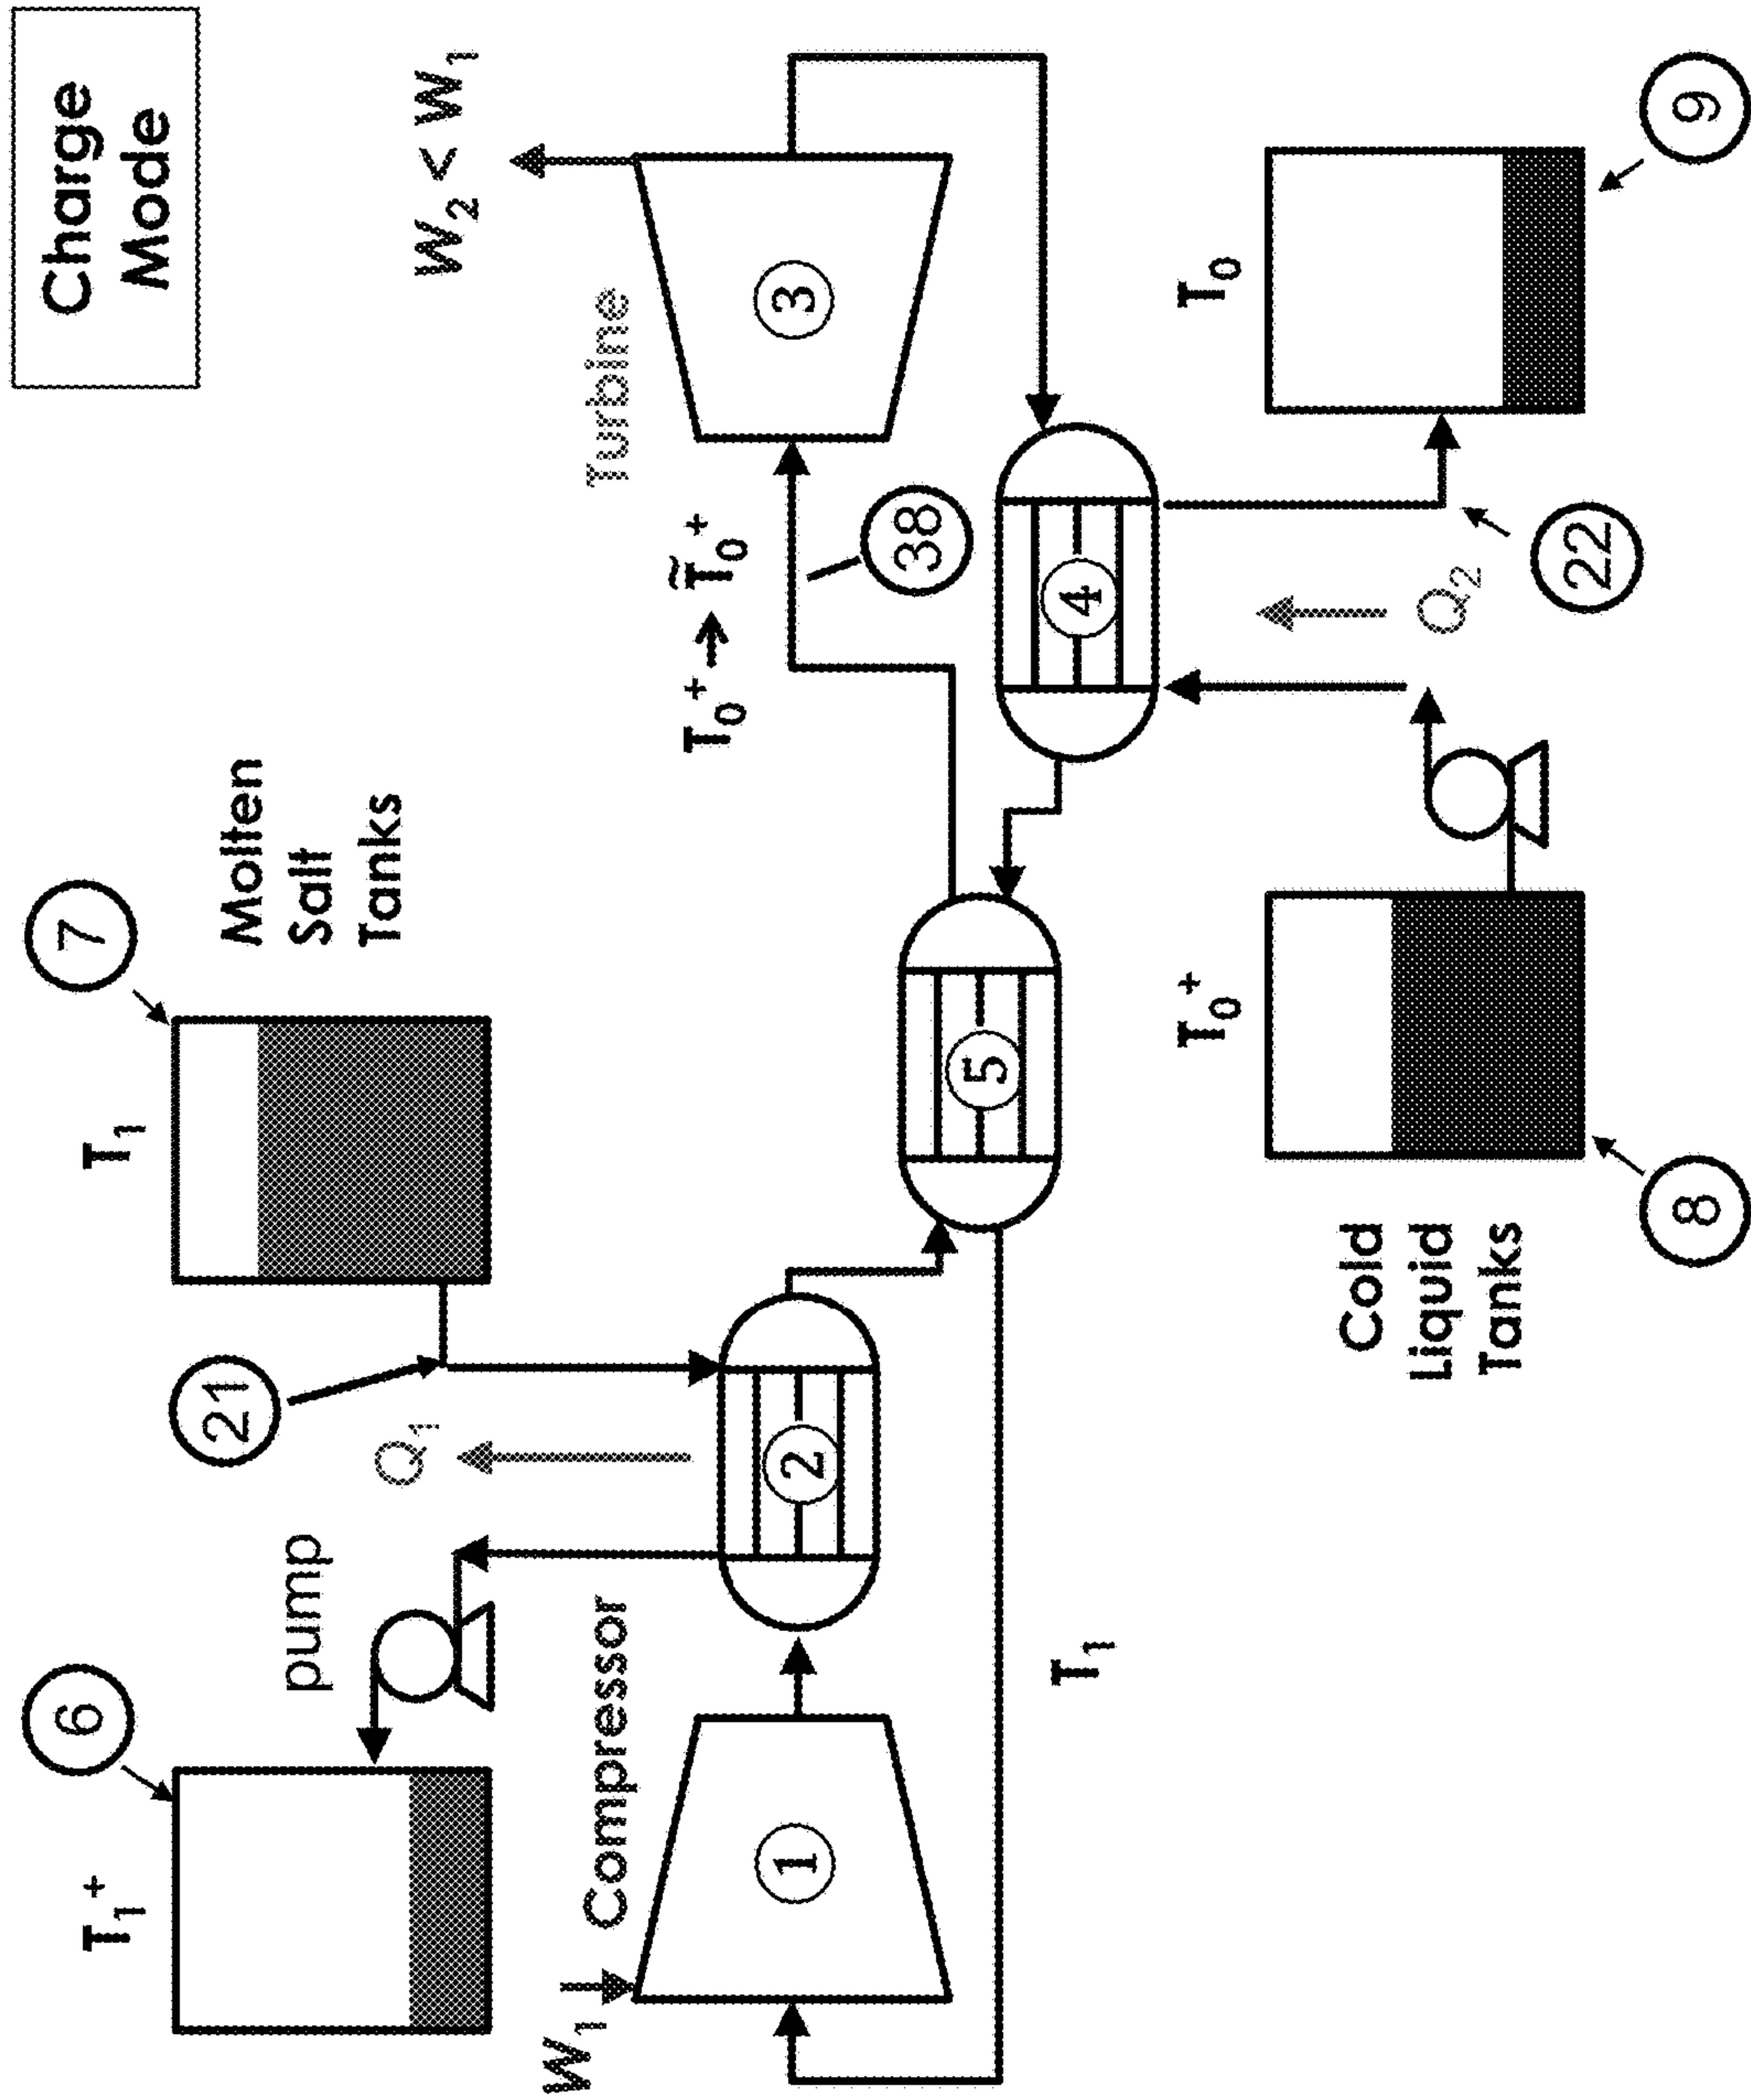 Charge
Mode
6
7
T₁⁺
T₁
Molten
Salt
Tanks
pump
21
Q₁
W₂ < W₁
W₁
Compressor
T₀⁺ → T̃₀⁺
Turbine
1
2
3
38
5
4
T₁
Cold
Liquid
Tanks
T₀⁺
Q₂
T₀
22
8
9